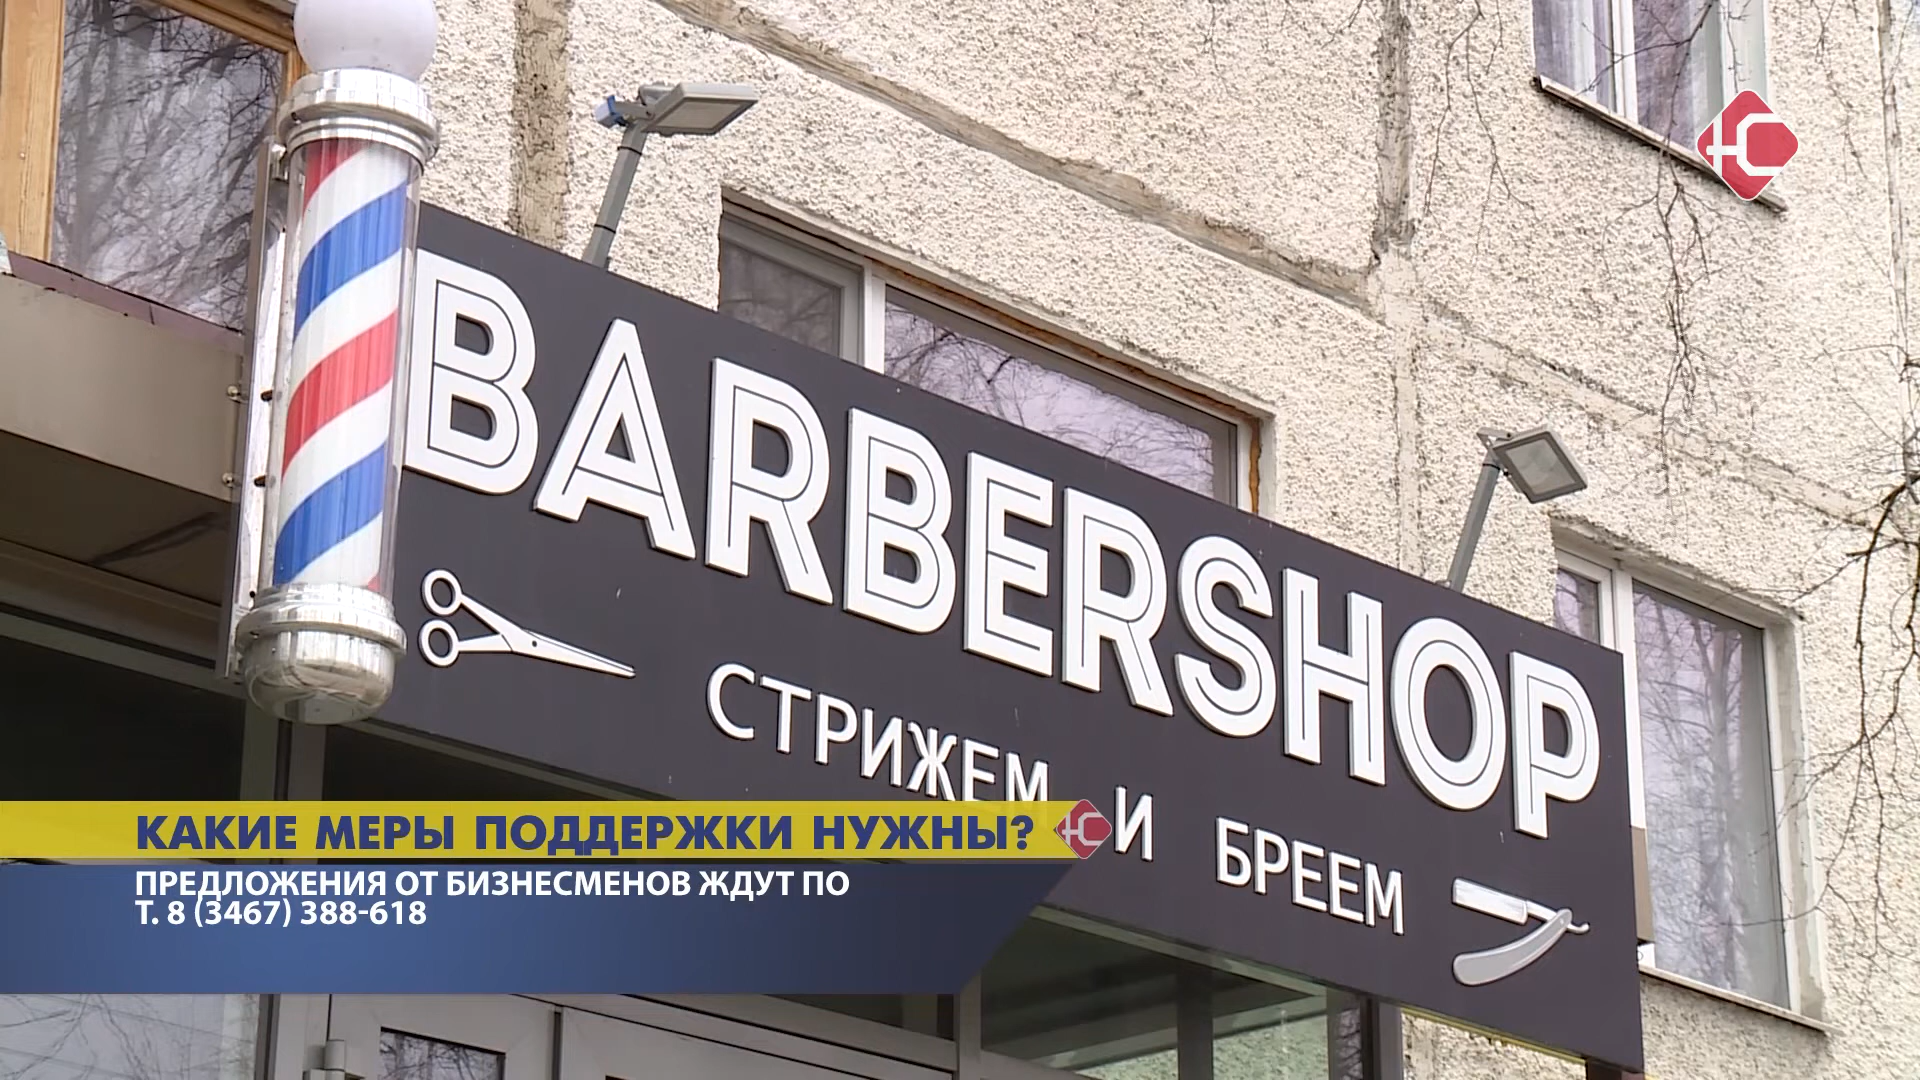 BARBERSHOP
СТРИЖЕМ И БРЕЕМ
КАКИЕ МЕРЫ ПОДДЕРЖКИ НУЖНЫ?
ПРЕДЛОЖЕНИЯ ОТ БИЗНЕСМЕНОВ ЖДУТ ПО
Т. 8 (3467) 388-618